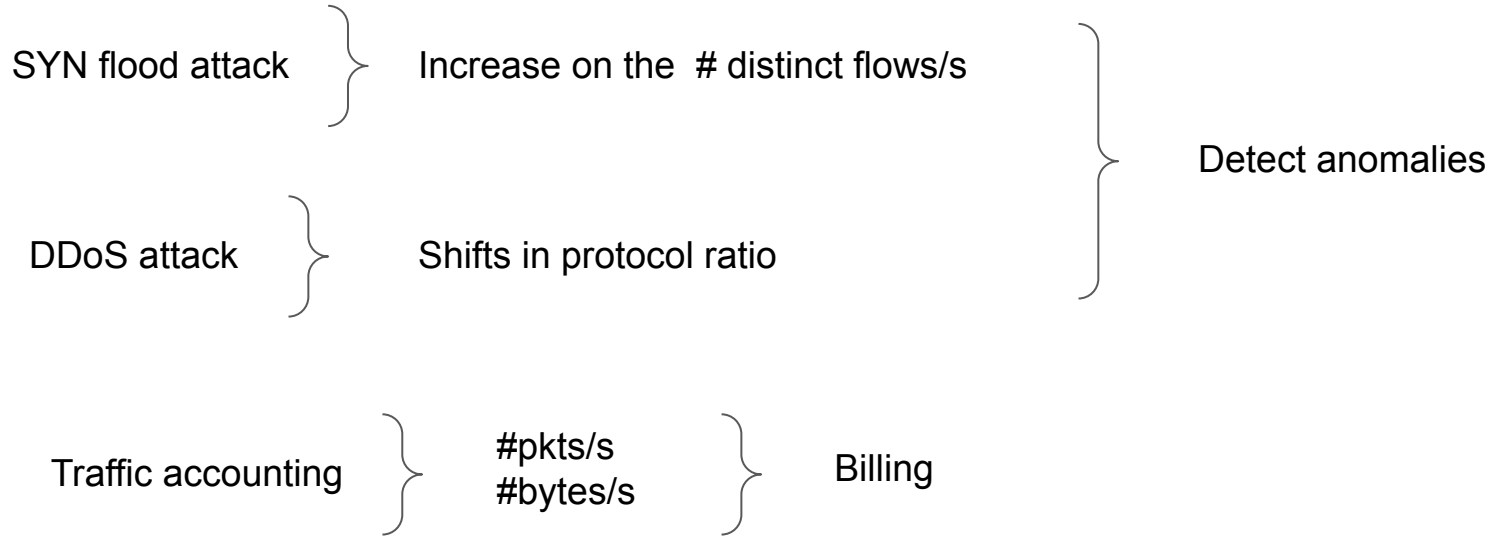 SYN flood attack
Increase on the # distinct flows/s
Detect anomalies
DDoS attack
Shifts in protocol ratio
Traffic accounting
#pkts/s
#bytes/s
Billing